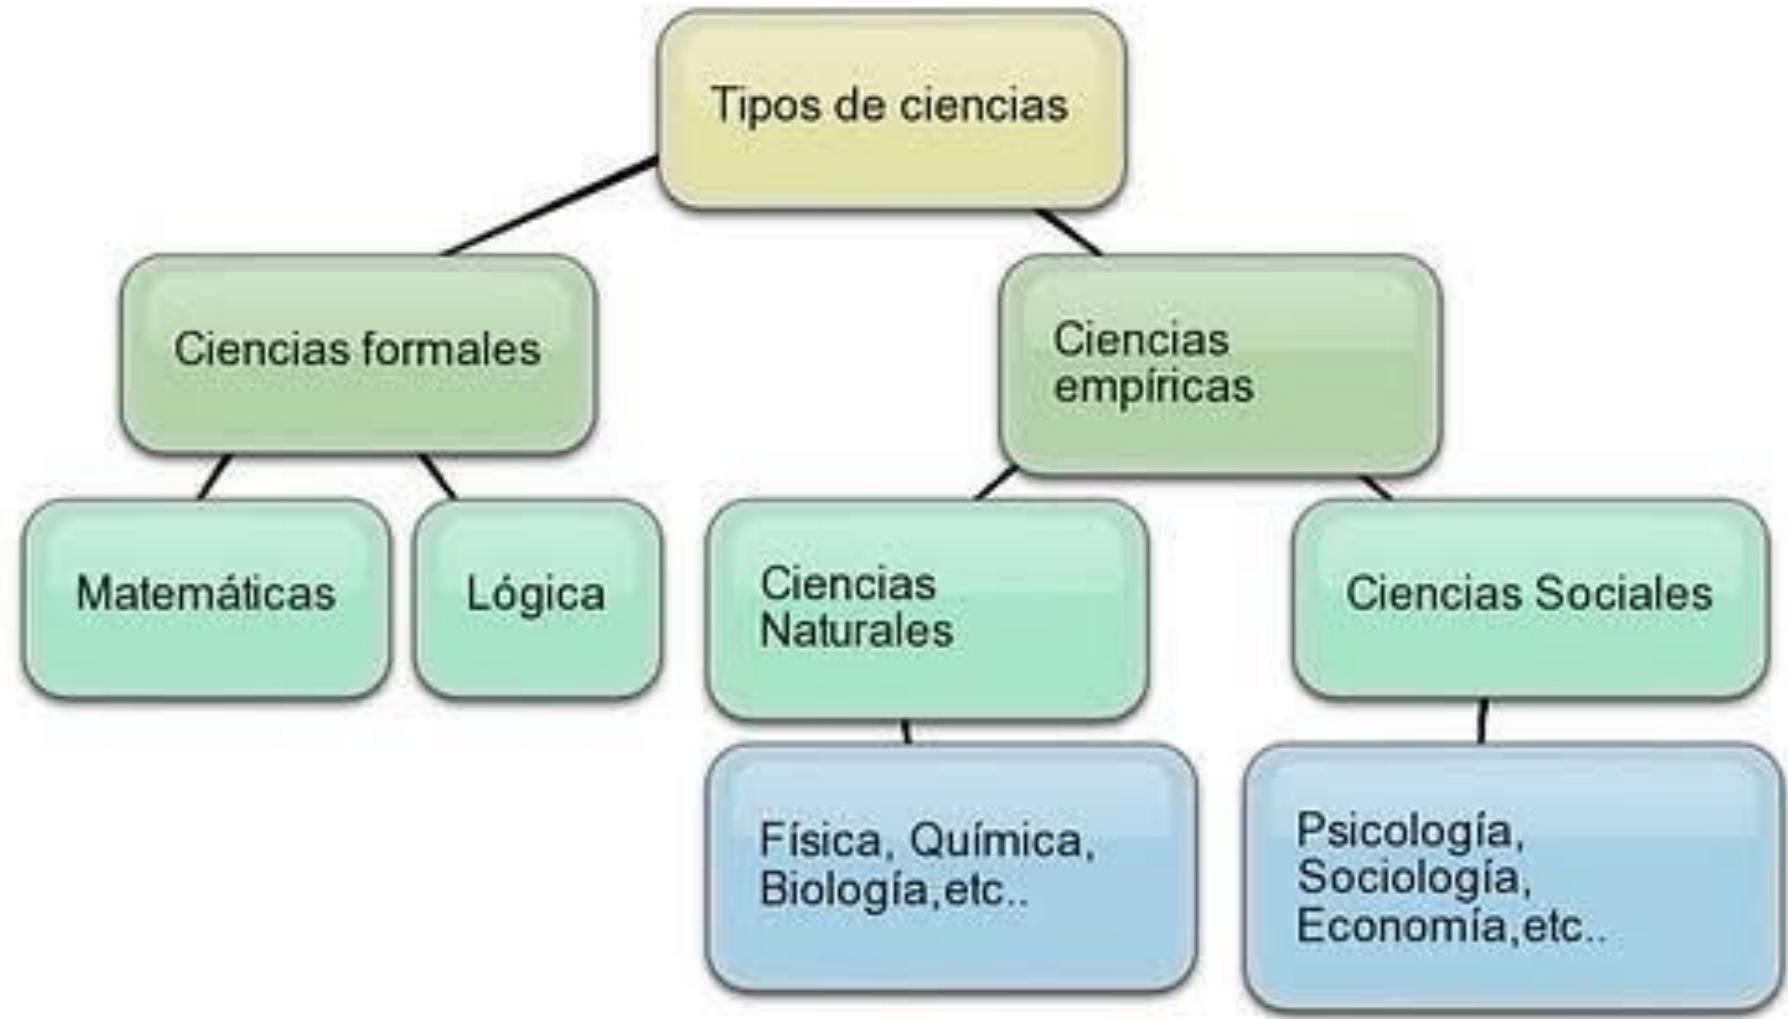 Tipos de ciencias
Ciencias formales
Ciencias
empíricas
Matemáticas
Lógica
Ciencias
Naturales
Ciencias Sociales
Física, Química,
Biología,etc..
Psicología,
Sociología,
Economía,etc..